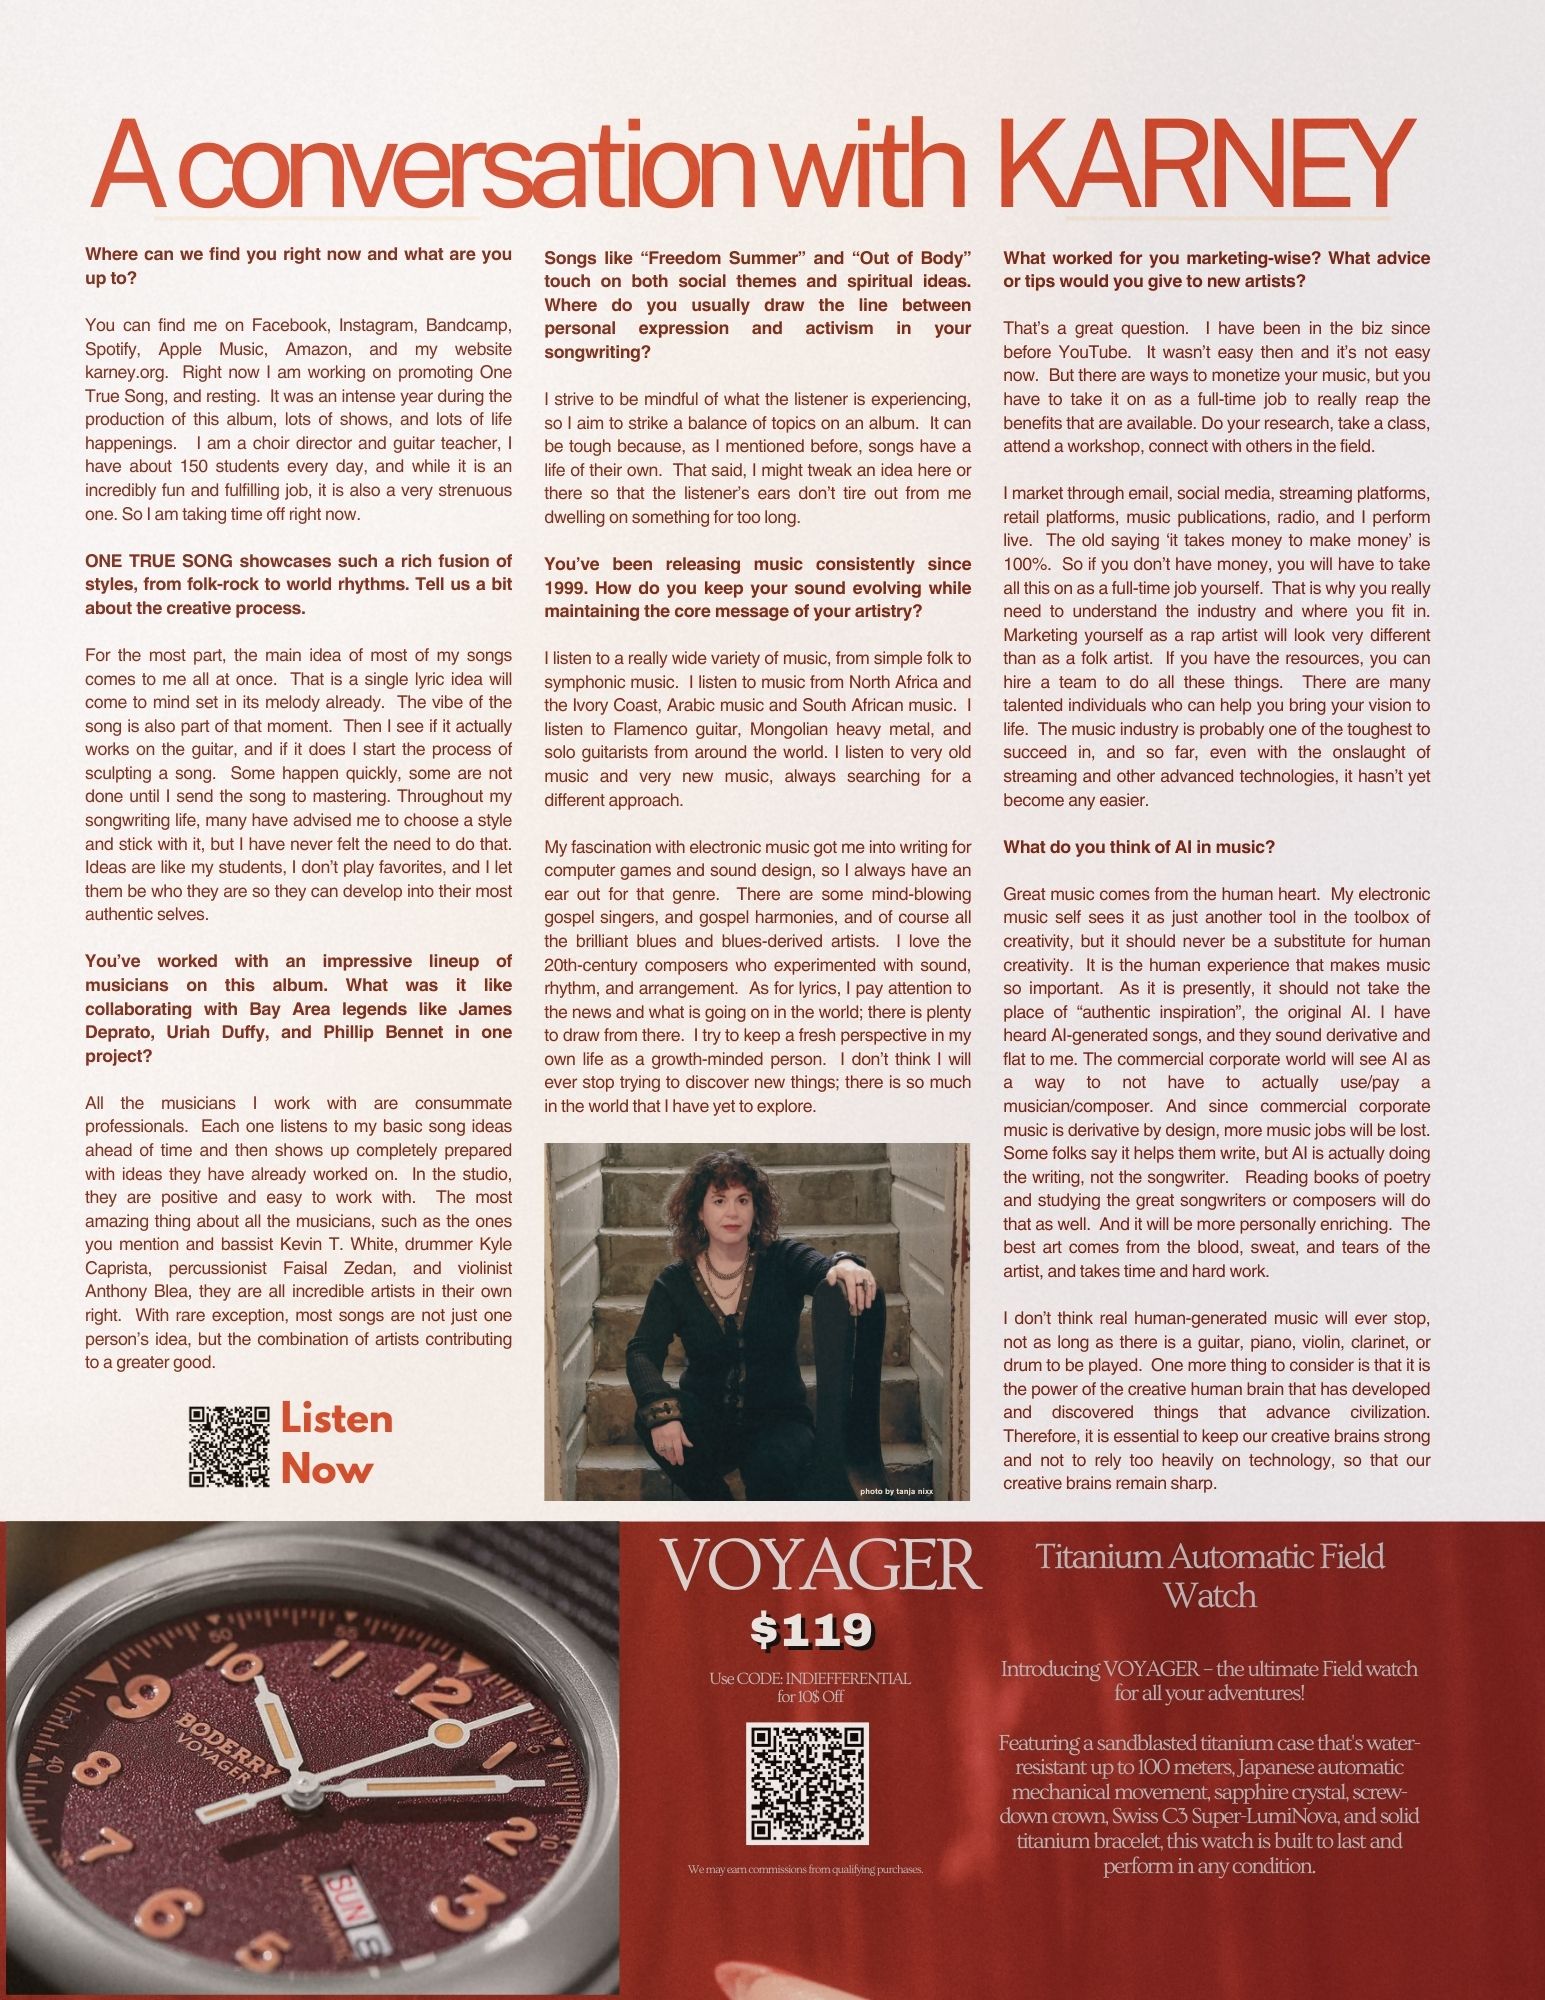 A conversation with KARNEY
Where can we find you right now and what are you
up to?
You can find me on Facebook, Instagram, Bandcamp,
Spotify, Apple Music, Amazon, and my website
karney.org. Right now I am working on promoting One
True Song, and resting. It was an intense year during the
production of this album, lots of shows, and lots of life
happenings. I am a choir director and guitar teacher, I
have about 150 students every day, and while it is an
incredibly fun and fulfilling job, it is also a very strenuous
one. So I am taking time off right now.
ONE TRUE SONG showcases such a rich fusion of
styles, from folk-rock to world rhythms. Tell us a bit
about the creative process.
For the most part, the main idea of most of my songs
comes to me all at once. That is a single lyric idea will
come to mind set in its melody already. The vibe of the
song is also part of that moment. Then I see if it actually
works on the guitar, and if it does I start the process of
sculpting a song. Some happen quickly, some are not
done until I send the song to mastering. Throughout my
songwriting life, many have advised me to choose a style
and stick with it, but I have never felt the need to do that.
Ideas are like my students, I don’t play favorites, and I let
them be who they are so they can develop into their most
authentic selves.
You’ve worked with an impressive lineup of
musicians on this album. What was it like
collaborating with Bay Area legends like James
Deprato, Uriah Duffy, and Phillip Bennet in one
project?
All the musicians I work with are consummate
professionals. Each one listens to my basic song ideas
ahead of time and then shows up completely prepared
with ideas they have already worked on. In the studio,
they are positive and easy to work with. The most
amazing thing about all the musicians, such as the ones
you mention and bassist Kevin T. White, drummer Kyle
Caprista, percussionist Faisal Zedan, and violinist
Anthony Blea, they are all incredible artists in their own
right. With rare exception, most songs are not just one
person’s idea, but the combination of artists contributing
to a greater good.
Listen
Now
Songs like “Freedom Summer” and “Out of Body”
touch on both social themes and spiritual ideas.
Where do you usually draw the line between
personal expression and activism in your
songwriting?
I strive to be mindful of what the listener is experiencing,
so I aim to strike a balance of topics on an album. It can
be tough because, as I mentioned before, songs have a
life of their own. That said, I might tweak an idea here or
there so that the listener’s ears don’t tire out from me
dwelling on something for too long.
You’ve been releasing music consistently since
1999. How do you keep your sound evolving while
maintaining the core message of your artistry?
I listen to a really wide variety of music, from simple folk to
symphonic music. I listen to music from North Africa and
the Ivory Coast, Arabic music and South African music. I
listen to Flamenco guitar, Mongolian heavy metal, and
solo guitarists from around the world. I listen to very old
music and very new music, always searching for a
different approach.
My fascination with electronic music got me into writing for
computer games and sound design, so I always have an
ear out for that genre. There are some mind-blowing
gospel singers, and gospel harmonies, and of course all
the brilliant blues and blues-derived artists. I love the
20th-century composers who experimented with sound,
rhythm, and arrangement. As for lyrics, I pay attention to
the news and what is going on in the world; there is plenty
to draw from there. I try to keep a fresh perspective in my
own life as a growth-minded person. I don’t think I will
ever stop trying to discover new things; there is so much
in the world that I have yet to explore.
photo by tanja nixx
What worked for you marketing-wise? What advice
or tips would you give to new artists?
That’s a great question. I have been in the biz since
before YouTube. It wasn’t easy then and it’s not easy
now. But there are ways to monetize your music, but you
have to take it on as a full-time job to really reap the
benefits that are available. Do your research, take a class,
attend a workshop, connect with others in the field.
I market through email, social media, streaming platforms,
retail platforms, music publications, radio, and I perform
live. The old saying ‘it takes money to make money’ is
100%. So if you don’t have money, you will have to take
all this on as a full-time job yourself. That is why you really
need to understand the industry and where you fit in.
Marketing yourself as a rap artist will look very different
than as a folk artist. If you have the resources, you can
hire a team to do all these things. There are many
talented individuals who can help you bring your vision to
life. The music industry is probably one of the toughest to
succeed in, and so far, even with the onslaught of
streaming and other advanced technologies, it hasn’t yet
become any easier.
What do you think of AI in music?
Great music comes from the human heart. My electronic
music self sees it as just another tool in the toolbox of
creativity, but it should never be a substitute for human
creativity. It is the human experience that makes music
so important. As it is presently, it should not take the
place of “authentic inspiration”, the original AI. I have
heard AI-generated songs, and they sound derivative and
flat to me. The commercial corporate world will see AI as
a way to not have to actually use/pay a
musician/composer. And since commercial corporate
music is derivative by design, more music jobs will be lost.
Some folks say it helps them write, but AI is actually doing
the writing, not the songwriter. Reading books of poetry
and studying the great songwriters or composers will do
that as well. And it will be more personally enriching. The
best art comes from the blood, sweat, and tears of the
artist, and takes time and hard work.
I don’t think real human-generated music will ever stop,
not as long as there is a guitar, piano, violin, clarinet, or
drum to be played. One more thing to consider is that it is
the power of the creative human brain that has developed
and discovered things that advance civilization.
Therefore, it is essential to keep our creative brains strong
and not to rely too heavily on technology, so that our
creative brains remain sharp.
50
55
10
11
12
9
1
5
BODERRY
VOYAGER
8
40
7
2
10
3
6
5
SUN 8
AUTOMATIC
VOYAGER
$119
Use CODE: INDIEFFERENTIAL
for 10$ Off
We may earn commissions from qualifying purchases.
Titanium Automatic Field
Watch
Introducing VOYAGER – the ultimate Field watch
for all your adventures!
Featuring a sandblasted titanium case that's water-
resistant up to 100 meters, Japanese automatic
mechanical movement, sapphire crystal, screw-
down crown, Swiss C3 Super-LumiNova, and solid
titanium bracelet, this watch is built to last and
perform in any condition.